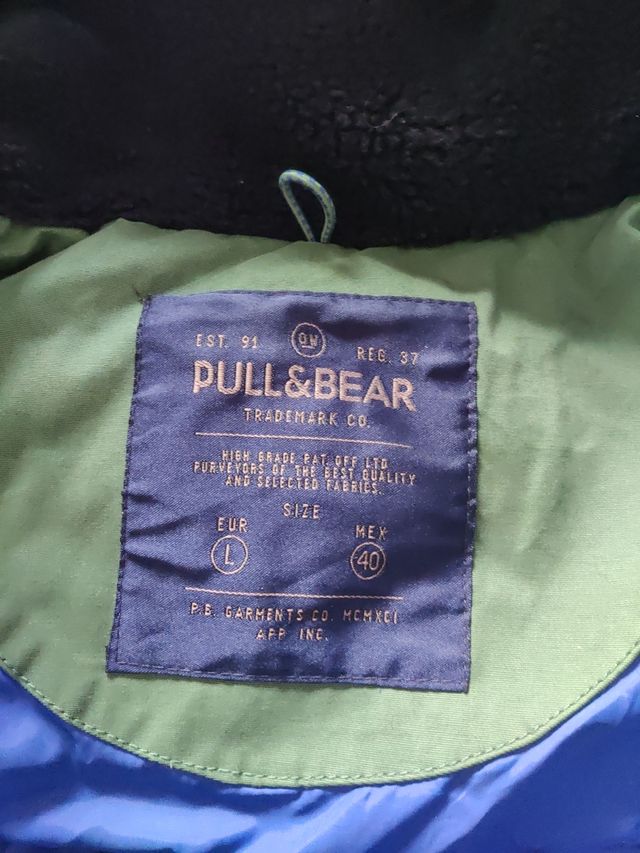 EST. 91 OW REG. 37
PULL&BEAR
TRADEMARK CO.
HIGH GRADE PAT. OFF LTD
PURVEYORS OF THE BEST QUALITY
AND SELECTED FABRICS.
SIZE
EUR MEX
L 40
P.B. GARMENTS CO. MCMXCI
APP INC.